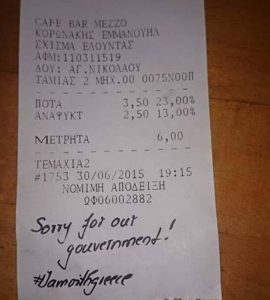 CAFE BAR MEZZO
ΚΟΡΩΝΑΚΗΣ ΕΜΜΑΝΟΥΗΛ
ΣΧΙΣΜΑ ΕΛΟΥΝΤΑΣ
ΑΦΜ:110311519
ΔΟΥ: ΑΓ.ΝΙΚΟΛΑΟΥ
ΤΑΜΙΑΣ 2 ΜΗΧ.00 0075Ν00Π
ΠΟΤΑ 3,50 23,00%
ΑΝΑΨΥΚΤ 2,50 13,00%
ΜΕΤΡΗΤΑ 6,00
ΤΕΜΑΧΙΑ2
#1753 30/06/2015 19:15
ΝΟΜΙΜΗ ΑΠΟΔΕΙΞΗ
ΩΦ06002882
Sorry for our
gouvernment!
#Iamwithgreece